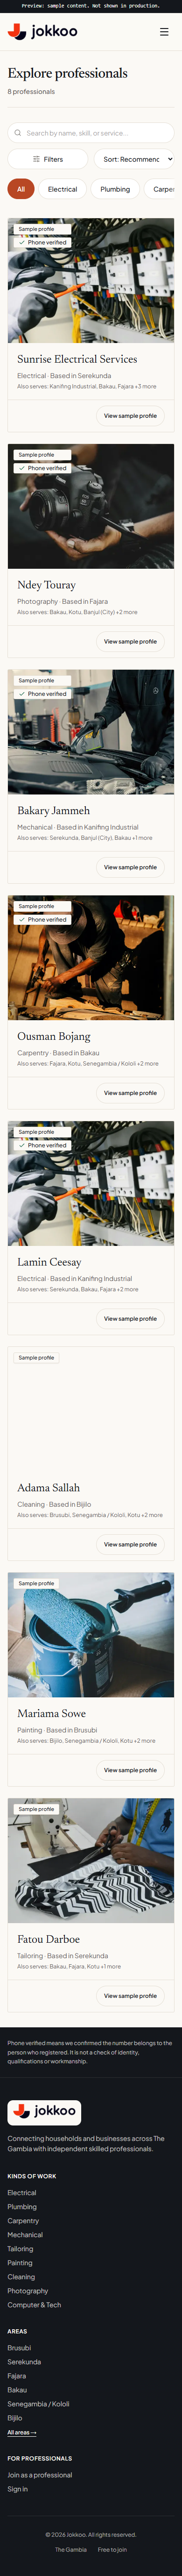 Preview: sample content. Not shown in production.
jokkoo
Explore professionals
8 professionals
Search by name, skill, or service...
Filters
Sort: Recommend
All
Electrical
Plumbing
Carpen
Sample profile
Phone verified
Sunrise Electrical Services
Electrical · Based in Serekunda
Also serves: Kanifing Industrial, Bakau, Fajara +3 more
View sample profile
Sample profile
Phone verified
Ndey Touray
Photography · Based in Fajara
Also serves: Bakau, Kotu, Banjul (City) +2 more
View sample profile
Sample profile
Phone verified
Bakary Jammeh
Mechanical · Based in Kanifing Industrial
Also serves: Serekunda, Banjul (City), Bakau +1 more
View sample profile
Sample profile
Phone verified
Ousman Bojang
Carpentry · Based in Bakau
Also serves: Fajara, Kotu, Senegambia / Kololi +2 more
View sample profile
Sample profile
Phone verified
Lamin Ceesay
Electrical · Based in Kanifing Industrial
Also serves: Serekunda, Bakau, Fajara +2 more
View sample profile
Sample profile
Adama Sallah
Cleaning · Based in Bijilo
Also serves: Brusubi, Senegambia / Kololi, Kotu +2 more
View sample profile
Sample profile
Mariama Sowe
Painting · Based in Brusubi
Also serves: Bijilo, Senegambia / Kololi, Kotu +2 more
View sample profile
Sample profile
Fatou Darboe
Tailoring · Based in Serekunda
Also serves: Bakau, Fajara, Kotu +1 more
View sample profile
Phone verified means we confirmed the number belongs to the
person who registered. It is not a check of identity,
qualifications or workmanship.
jokkoo
Connecting households and businesses across The
Gambia with independent skilled professionals.
KINDS OF WORK
Electrical
Plumbing
Carpentry
Mechanical
Tailoring
Painting
Cleaning
Photography
Computer & Tech
AREAS
Brusubi
Serekunda
Fajara
Bakau
Senegambia / Kololi
Bijilo
All areas →
FOR PROFESSIONALS
Join as a professional
Sign in
© 2026 Jokkoo. All rights reserved.
The Gambia
Free to join